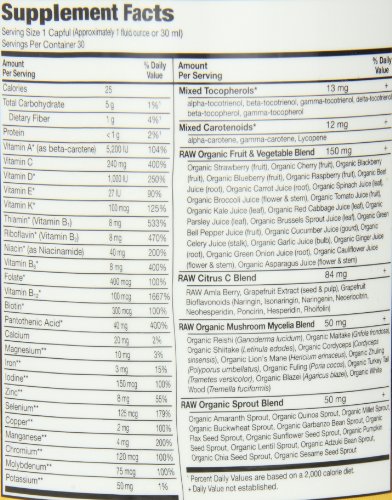 Supplement Facts
Serving Size 1 Capful (Approximately 1 fluid ounce or 30 ml)
Servings Per Container 30
Amount Per Serving % Daily Value
Calories 25
Total Carbohydrate 5 g 1%†
Dietary Fiber 1 g 4%†
Protein < 1 g 2%†
Vitamin A* (as beta-carotene) 5,200 IU 104%
Vitamin C 240 mg 400%
Vitamin D* 1,000 IU 250%
Vitamin E* 27 IU 90%
Vitamin K* 100 mcg 125%
Thiamin* (Vitamin B₁) 8 mg 533%
Riboflavin* (Vitamin B₂) 8 mg 470%
Niacin* (as Niacinamide) 40 mg 200%
Vitamin B₆* 8 mg 400%
Folate* 400 mcg 100%
Vitamin B₁₂* 100 mcg 1667%
Biotin* 300 mcg 100%
Pantothenic Acid* 40 mg 400%
Calcium 20 mg 2%
Magnesium** 10 mg 3%
Iron** 3 mg 15%
Iodine** 150 mcg 100%
Zinc** 8 mg 55%
Selenium** 125 mcg 179%
Copper** 2 mg 100%
Manganese** 4 mg 200%
Chromium** 120 mcg 100%
Molybdenum** 75 mcg 100%
Potassium** 50 mg 1%
Amount Per Serving % Daily Value
Mixed Tocopherols* 13 mg +
alpha-tocotrienol, beta-tocotrienol, gamma-tocotrienol, delta-tocotrienol,
beta-tocopherol, gamma-tocopherol
Mixed Carotenoids* 12 mg +
alpha-carotene, gamma-carotene, Lycopene
RAW Organic Fruit & Vegetable Blend 150 mg +
Organic Strawberry (fruit), Organic Cherry (fruit), Organic Blackberry
(fruit), Organic Blueberry (fruit), Organic Raspberry (fruit), Organic Beet
Juice (root), Organic Carrot Juice (root), Organic Spinach Juice (leaf),
Organic Broccoli Juice (flower & stem), Organic Tomato Juice (fruit),
Organic Kale Juice (leaf), Organic Red Cabbage Juice (leaf), Organic
Parsley Juice (leaf), Organic Brussels Sprout Juice (leaf), Organic Green
Bell Pepper Juice (fruit), Organic Cucumber Juice (gourd), Organic
Celery Juice (stalk), Organic Garlic Juice (bulb), Organic Ginger Juice
(root), Organic Green Onion Juice (root), Organic Cauliflower Juice
(flower & stem), Organic Asparagus Juice (flower & stem)
RAW Citrus C Blend 84 mg
RAW Amla Berry, Grapefruit Extract (seed & pulp), Grapefruit
Bioflavonoids (Naringin, Isonaringin, Naringenin, Neoericotin,
Neohesperidin, Poncirin, Hesperidin, Rhoifolin)
RAW Organic Mushroom Mycelia Blend 50 mg +
Organic Reishi (Ganoderma lucidum), Organic Maitake (Grifola frondosa),
Organic Shiitake (Letinula edodes), Organic Cordyceps (Cordyceps
sinensis), Organic Lion's Mane (Hericium erinaceus), Organic Zhuling
(Polyporus umbellatus), Organic Fuling (Poria cocos), Organic Turkey Tail
(Trametes versicolor), Organic Blazei (Agaricus blazei), Organic White
Wood (Tremella fuciformis)
RAW Organic Sprout Blend 50 mg +
Organic Amaranth Sprout, Organic Quinoa Sprout, Organic Millet Sprout,
Organic Buckwheat Sprout, Organic Garbanzo Bean Sprout, Organic
Flax Seed Sprout, Organic Sunflower Seed Sprout, Organic Pumpkin
Seed Sprout, Organic Lentil Sprout, Organic Adzuki Bean Sprout,
Organic Chia Seed Sprout, Organic Sesame Seed Sprout
† Percent Daily Values are based on a 2,000 calorie diet.
+ Daily Value not established.